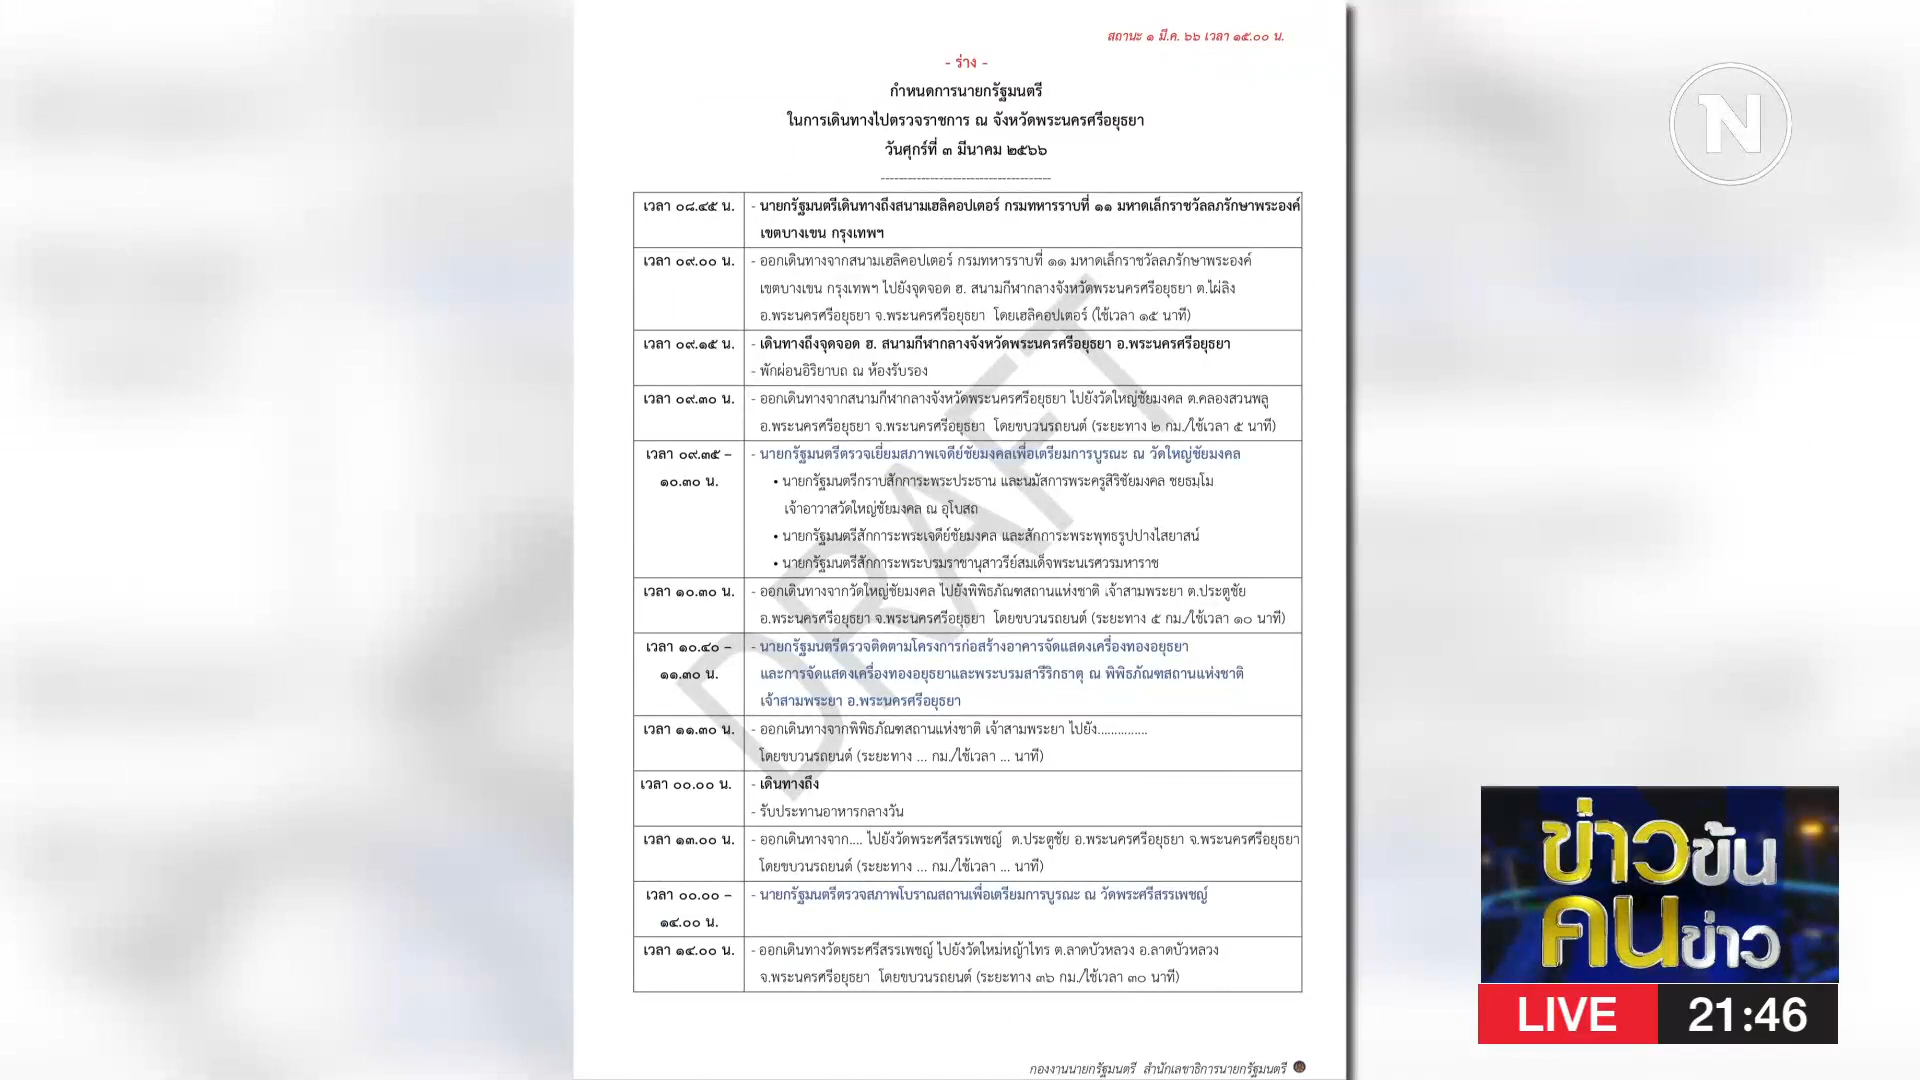 สถานะ ๑ มี.ค. ๖๖ เวลา ๑๕.๐๐ น.
- ร่าง -
กำหนดการนายกรัฐมนตรี
ในการเดินทางไปตรวจราชการ ณ จังหวัดพระนครศรีอยุธยา
วันศุกร์ที่ ๓ มีนาคม ๒๕๖๖
--------------------------------------
เวลา ๐๘.๔๕ น. - นายกรัฐมนตรีเดินทางถึงสนามเฮลิคอปเตอร์ กรมทหารราบที่ ๑๑ มหาดเล็กราชวัลลภรักษาพระองค์
เขตบางเขน กรุงเทพฯ
เวลา ๐๙.๐๐ น. - ออกเดินทางจากสนามเฮลิคอปเตอร์ กรมทหารราบที่ ๑๑ มหาดเล็กราชวัลลภรักษาพระองค์
เขตบางเขน กรุงเทพฯ ไปยังจุดจอด ฮ. สนามกีฬากลางจังหวัดพระนครศรีอยุธยา ต.ไผ่ลิง
อ.พระนครศรีอยุธยา จ.พระนครศรีอยุธยา โดยเฮลิคอปเตอร์ (ใช้เวลา ๑๕ นาที)
เวลา ๐๙.๑๕ น. - เดินทางถึงจุดจอด ฮ. สนามกีฬากลางจังหวัดพระนครศรีอยุธยา อ.พระนครศรีอยุธยา
- พักผ่อนอิริยาบถ ณ ห้องรับรอง
เวลา ๐๙.๓๐ น. - ออกเดินทางจากสนามกีฬากลางจังหวัดพระนครศรีอยุธยา ไปยังวัดใหญ่ชัยมงคล ต.คลองสวนพลู
อ.พระนครศรีอยุธยา จ.พระนครศรีอยุธยา โดยขบวนรถยนต์ (ระยะทาง ๒ กม./ใช้เวลา ๕ นาที)
เวลา ๐๙.๓๕ – - นายกรัฐมนตรีตรวจเยี่ยมสภาพเจดีย์ชัยมงคลเพื่อเตรียมการบูรณะ ณ วัดใหญ่ชัยมงคล
๑๐.๓๐ น. • นายกรัฐมนตรีกราบสักการะพระประธาน และนมัสการพระครูสิริชัยมงคล ชยธมฺโม
เจ้าอาวาสวัดใหญ่ชัยมงคล ณ อุโบสถ
• นายกรัฐมนตรีสักการะพระเจดีย์ชัยมงคล และสักการะพระพุทธรูปปางไสยาสน์
• นายกรัฐมนตรีสักการะพระบรมราชานุสาวรีย์สมเด็จพระนเรศวรมหาราช
เวลา ๑๐.๓๐ น. - ออกเดินทางจากวัดใหญ่ชัยมงคล ไปยังพิพิธภัณฑสถานแห่งชาติ เจ้าสามพระยา ต.ประตูชัย
อ.พระนครศรีอยุธยา จ.พระนครศรีอยุธยา โดยขบวนรถยนต์ (ระยะทาง ๕ กม./ใช้เวลา ๑๐ นาที)
เวลา ๑๐.๔๐ – - นายกรัฐมนตรีตรวจติดตามโครงการก่อสร้างอาคารจัดแสดงเครื่องทองอยุธยา
๑๑.๓๐ น. และการจัดแสดงเครื่องทองอยุธยาและพระบรมสารีริกธาตุ ณ พิพิธภัณฑสถานแห่งชาติ
เจ้าสามพระยา อ.พระนครศรีอยุธยา
เวลา ๑๑.๓๐ น. - ออกเดินทางจากพิพิธภัณฑสถานแห่งชาติ เจ้าสามพระยา ไปยัง...............
โดยขบวนรถยนต์ (ระยะทาง ... กม./ใช้เวลา ... นาที)
เวลา ๐๐.๐๐ น. - เดินทางถึง
- รับประทานอาหารกลางวัน
เวลา ๑๓.๐๐ น. - ออกเดินทางจาก.... ไปยังวัดพระศรีสรรเพชญ์ ต.ประตูชัย อ.พระนครศรีอยุธยา จ.พระนครศรีอยุธยา
โดยขบวนรถยนต์ (ระยะทาง ... กม./ใช้เวลา ... นาที)
เวลา ๐๐.๐๐ – - นายกรัฐมนตรีตรวจสภาพโบราณสถานเพื่อเตรียมการบูรณะ ณ วัดพระศรีสรรเพชญ์
๑๔.๐๐ น.
เวลา ๑๔.๐๐ น. - ออกเดินทางวัดพระศรีสรรเพชญ์ ไปยังวัดใหม่หญ้าไทร ต.ลาดบัวหลวง อ.ลาดบัวหลวง
จ.พระนครศรีอยุธยา โดยขบวนรถยนต์ (ระยะทาง ๓๖ กม./ใช้เวลา ๓๐ นาที)
กองงานนายกรัฐมนตรี สำนักเลขาธิการนายกรัฐมนตรี
DRAFT
N
ข่าวข้น
คนข่าว
LIVE 21:46